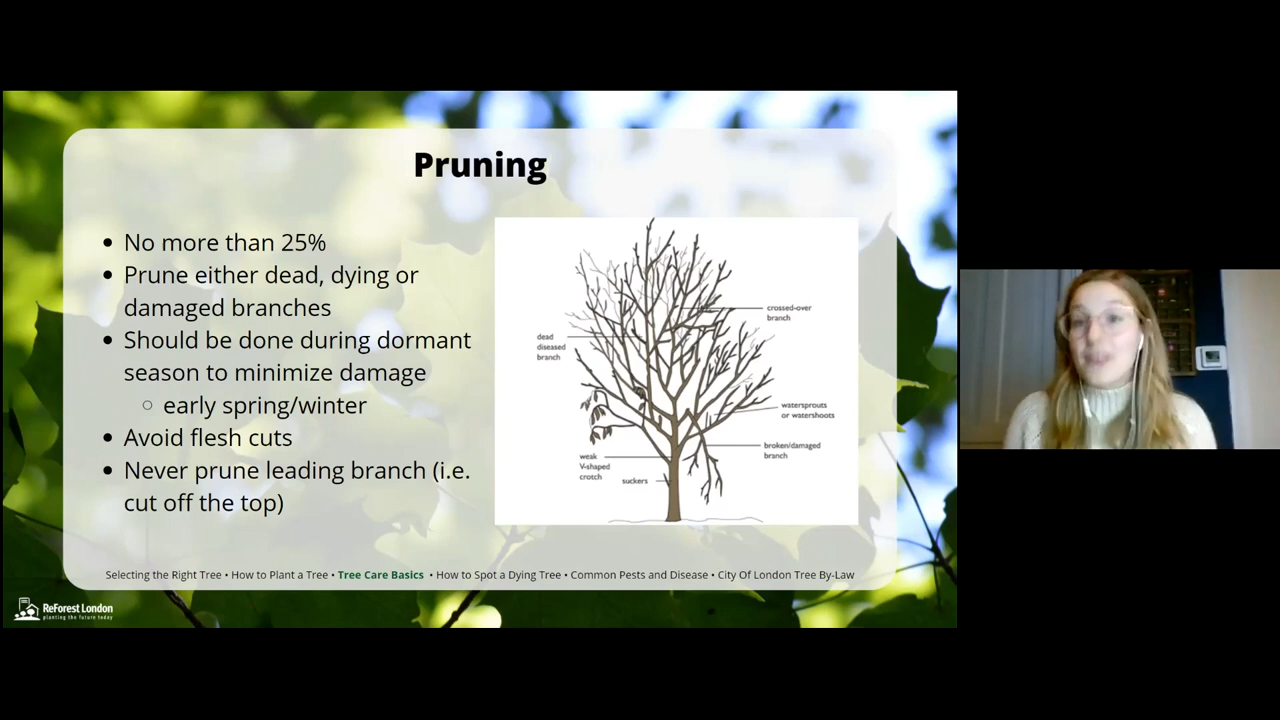 Pruning
• No more than 25%
• Prune either dead, dying or
damaged branches
• Should be done during dormant
season to minimize damage
○ early spring/winter
• Avoid flesh cuts
• Never prune leading branch (i.e.
cut off the top)
crossed-over
branch
dead
diseased
branch
watersprouts
or watershoots
broken/damaged
branch
weak
V-shaped
crotch
suckers
Selecting the Right Tree • How to Plant a Tree • Tree Care Basics • How to Spot a Dying Tree • Common Pests and Disease • City Of London Tree By-Law
ReForest London
planting the future today